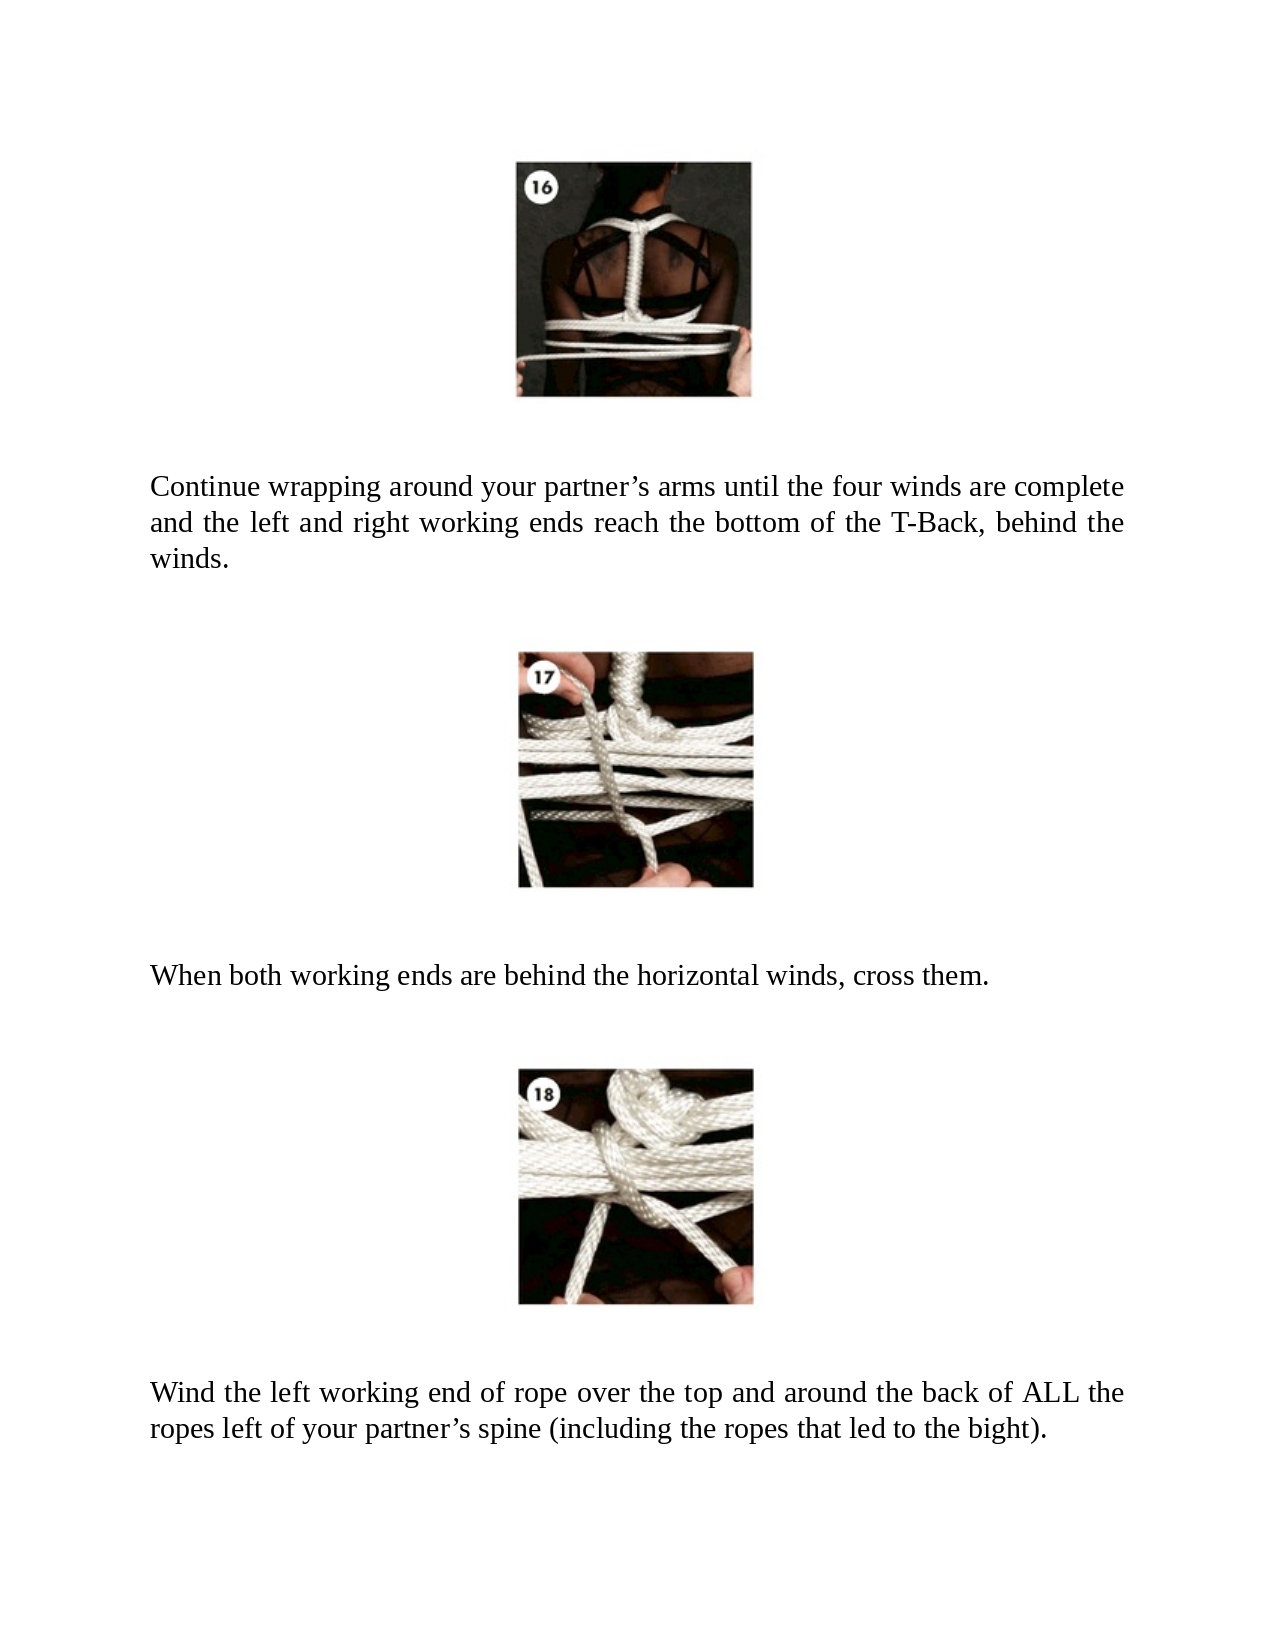 16
Continue wrapping around your partner’s arms until the four winds are complete
and the left and right working ends reach the bottom of the T-Back, behind the
winds.
17
When both working ends are behind the horizontal winds, cross them.
18
Wind the left working end of rope over the top and around the back of ALL the
ropes left of your partner’s spine (including the ropes that led to the bight).